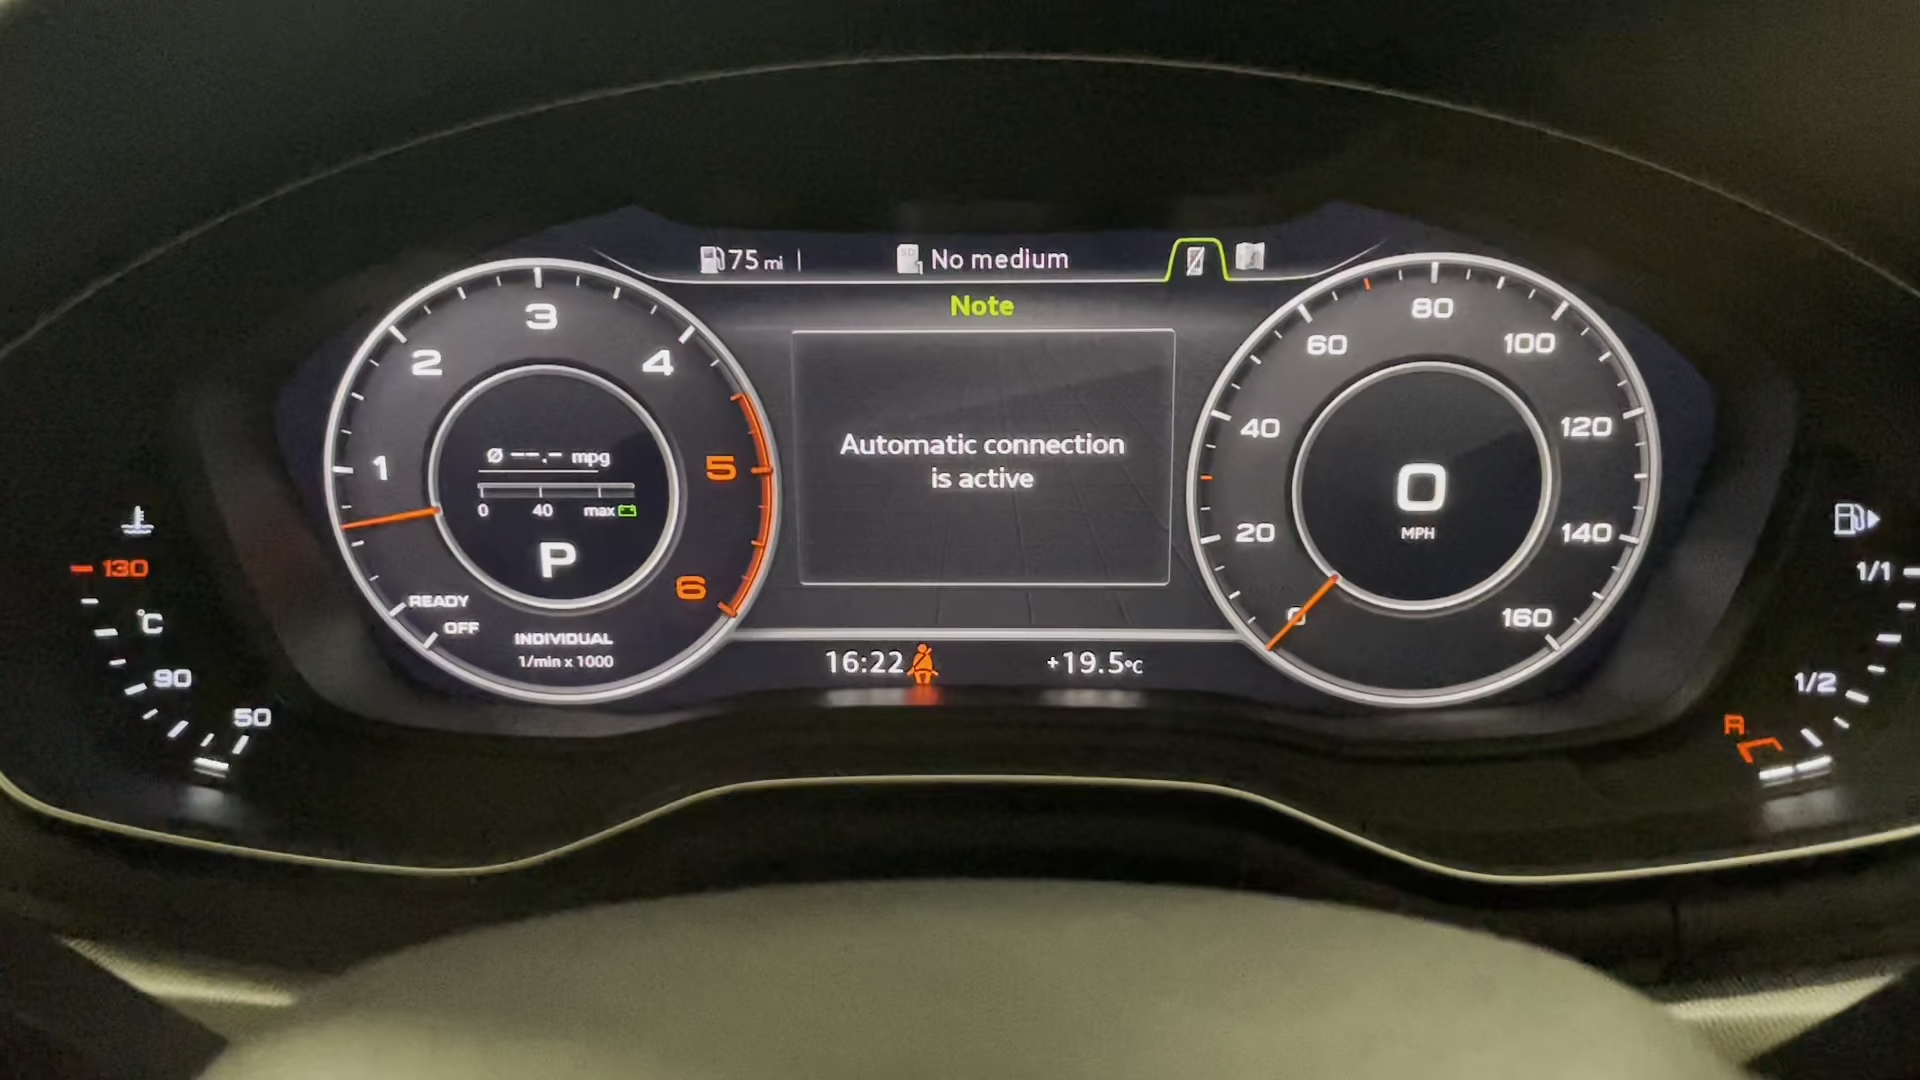 75 mi
SD 1 No medium
Note
Automatic connection
is active
16:22
+19.5°C
1
2
3
4
5
6
Ø --.- mpg
0 40 max
P
READY
OFF
INDIVIDUAL
1/min x 1000
0
20
40
60
80
100
120
140
160
0
MPH
130
°C
90
50
1/1
1/2
R